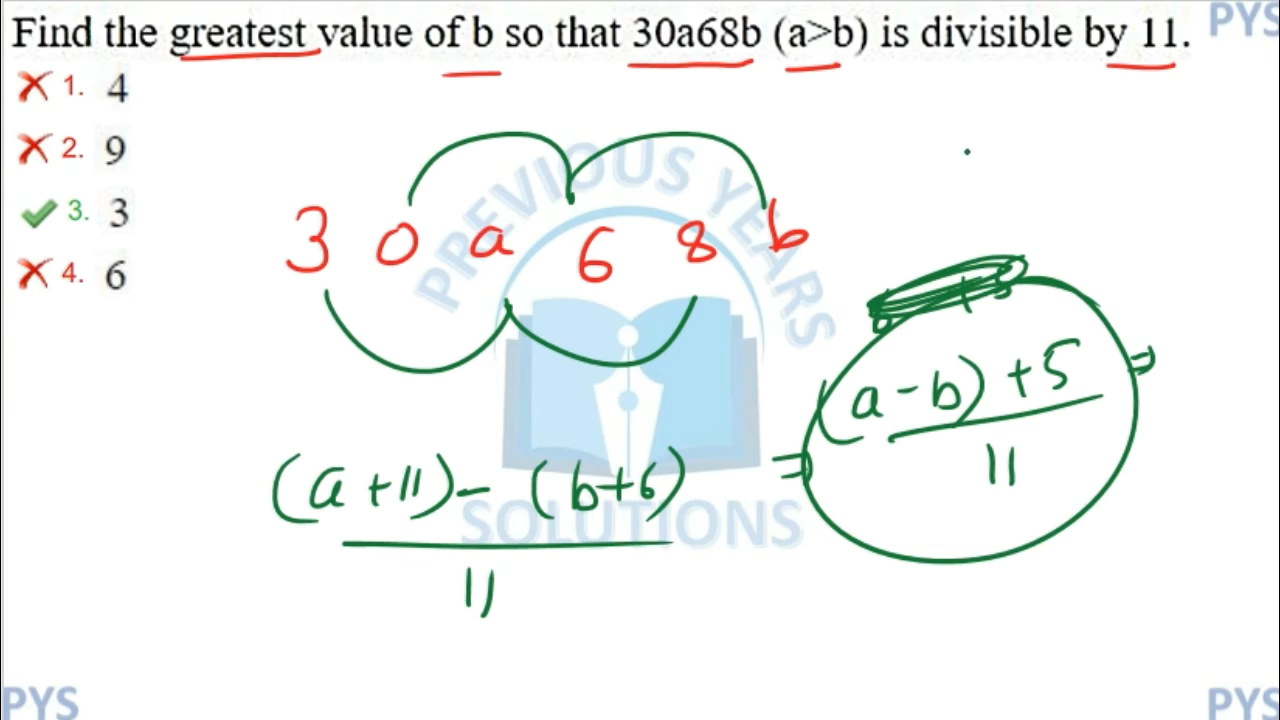 Find the greatest value of b so that 30a68b (a>b) is divisible by 11.
PYS
1. 4
2. 9
3. 3
4. 6
PREVIOUS YEARS
SOLUTIONS
3 0 a 6 8 b
(a+11)-(b+6)
11
⇒ (a-b)+5 ⇒
11
PYS
PYS